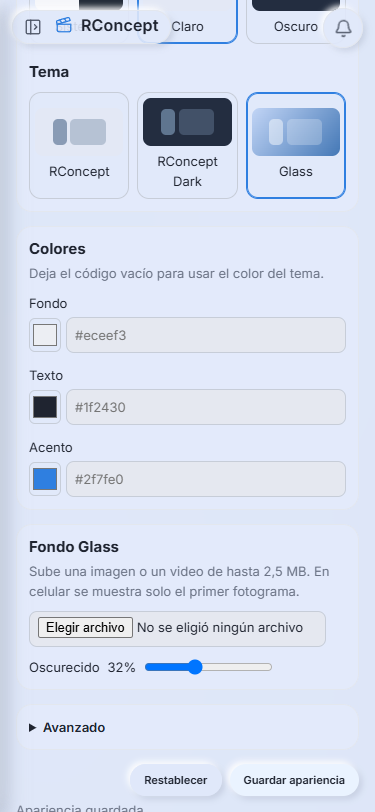 RConcept
Claro
Oscuro
Tema
RConcept
RConcept
Dark
Glass
Colores
Deja el código vacío para usar el color del tema.
Fondo
#eceef3
Texto
#1f2430
Acento
#2f7fe0
Fondo Glass
Sube una imagen o un video de hasta 2,5 MB. En
celular se muestra solo el primer fotograma.
Elegir archivo No se eligió ningún archivo
Oscurecido 32%
Avanzado
Restablecer
Guardar apariencia
Apariencia guardada